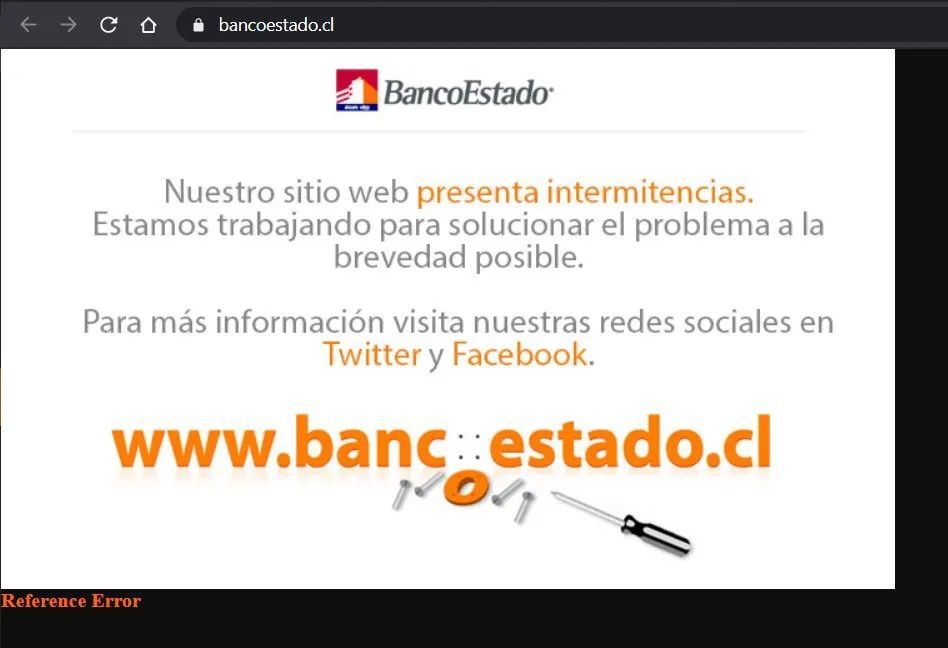 bancoestado.cl
BancoEstado
Nuestro sitio web presenta intermitencias.
Estamos trabajando para solucionar el problema a la
brevedad posible.
Para más información visita nuestras redes sociales en
Twitter y Facebook.
www.banc estado.cl
o
Reference Error